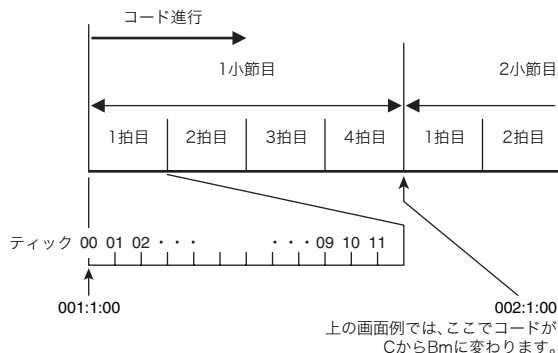 コード進行
1小節目
2小節目
1拍目
2拍目
3拍目
4拍目
1拍目
2拍目
ティック 00 01 02 ・・・ ・・・09 10 11
001:1:00
002:1:00
上の画面例では、ここでコードが
CからBmに変わります。